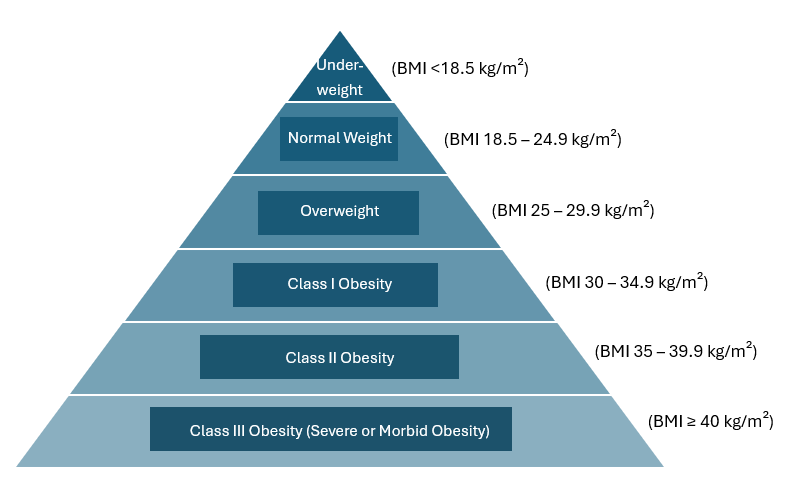 Under-
weight
(BMI <18.5 kg/m²)
Normal Weight
(BMI 18.5 – 24.9 kg/m²)
Overweight
(BMI 25 – 29.9 kg/m²)
Class I Obesity
(BMI 30 – 34.9 kg/m²)
Class II Obesity
(BMI 35 – 39.9 kg/m²)
Class III Obesity (Severe or Morbid Obesity)
(BMI ≥ 40 kg/m²)